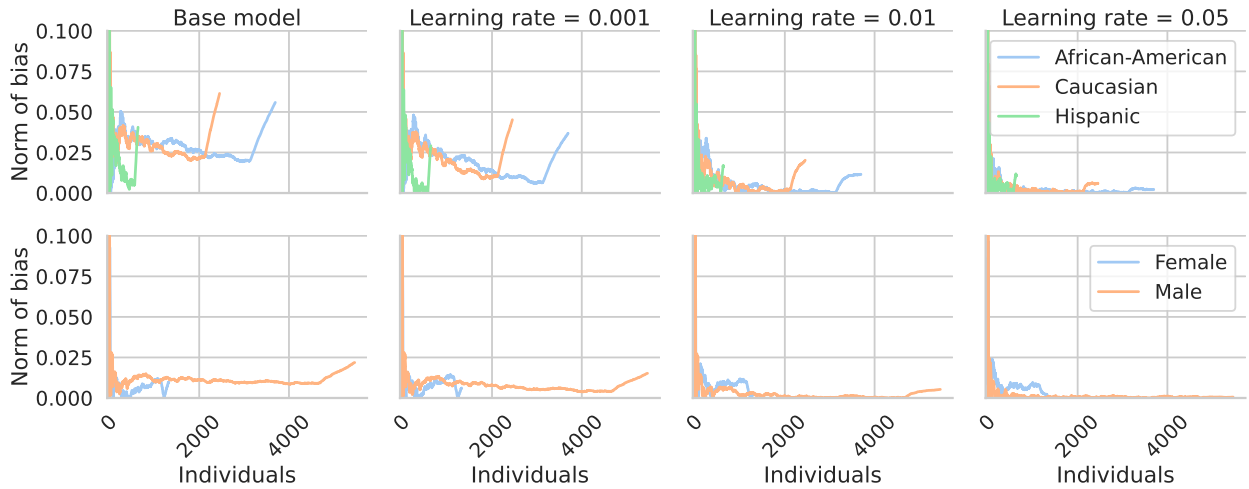 Base model
Learning rate = 0.001
Learning rate = 0.01
Learning rate = 0.05
Norm of bias
0.100
0.075
0.050
0.025
0.000
African-American
Caucasian
Hispanic
Norm of bias
0.100
0.075
0.050
0.025
0.000
Female
Male
0 2000 4000
0 2000 4000
0 2000 4000
0 2000 4000
Individuals
Individuals
Individuals
Individuals